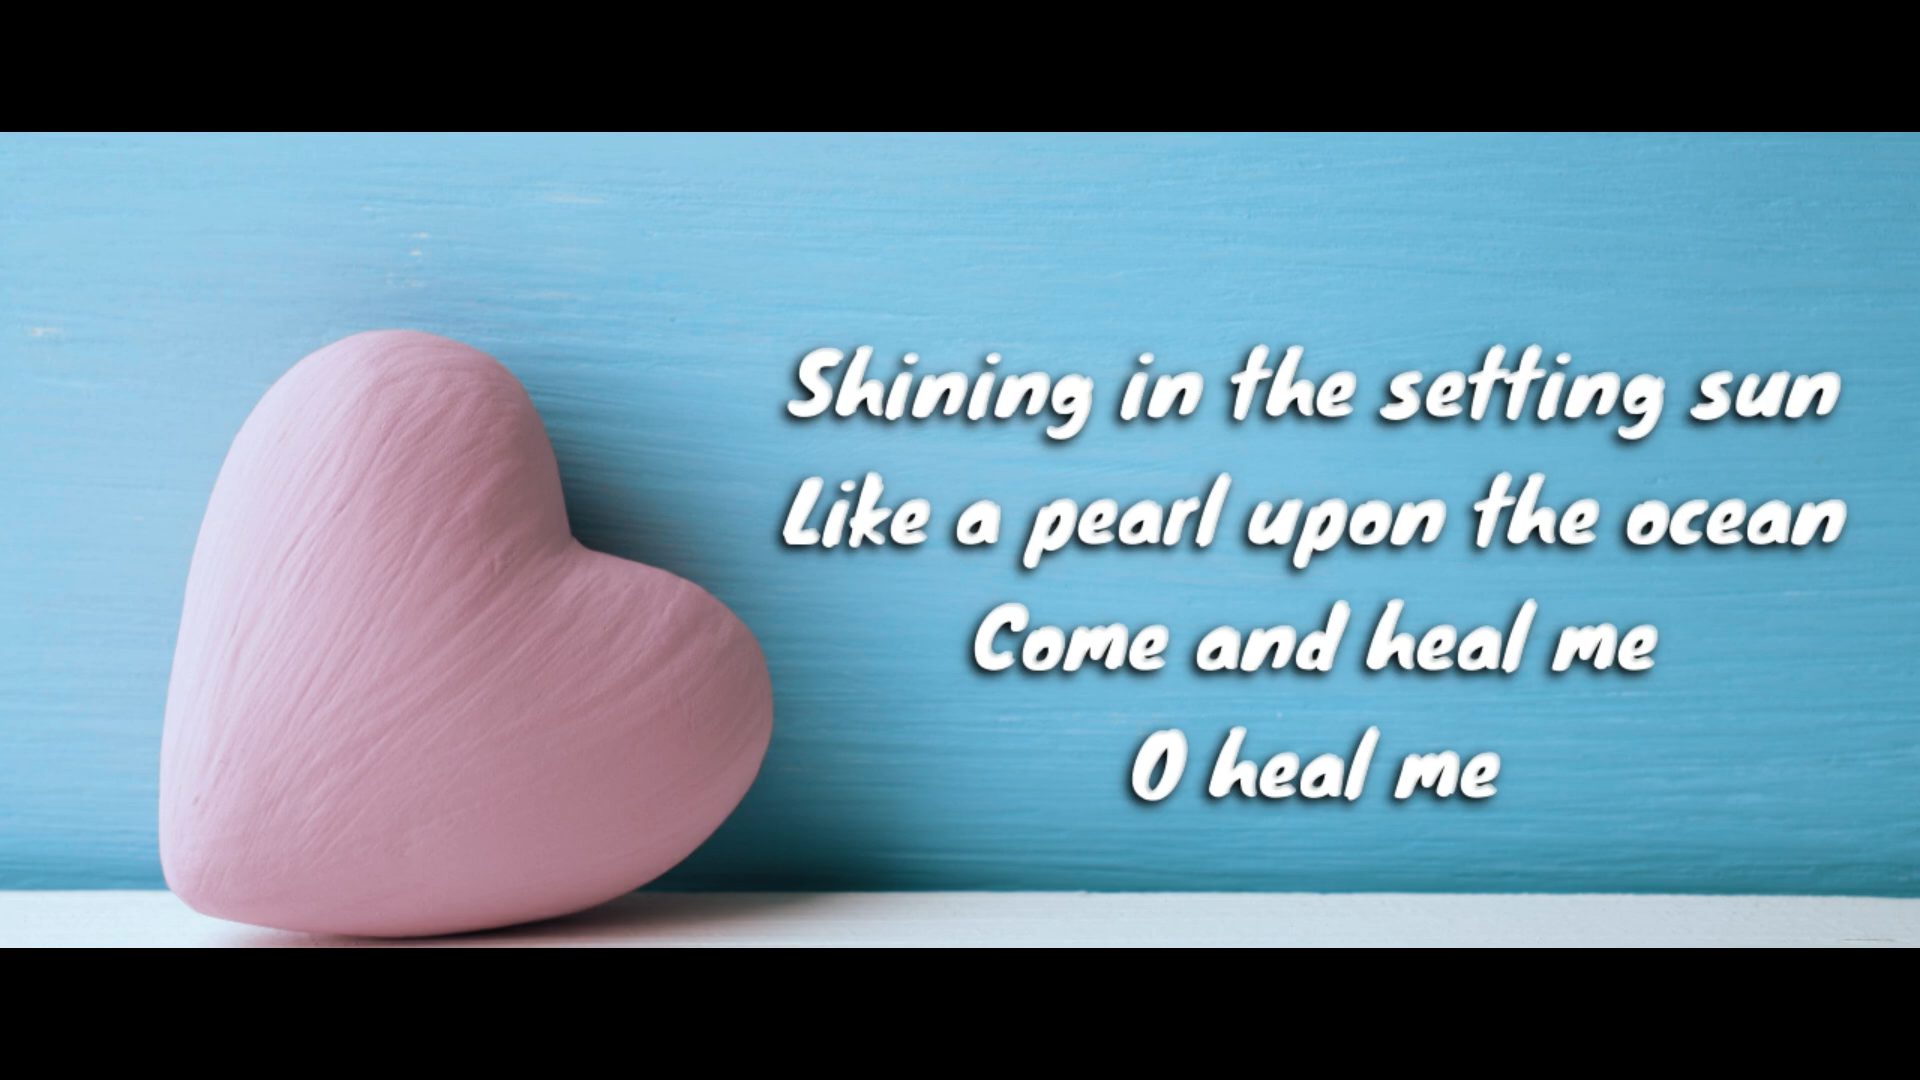 Shining in the setting sun
Like a pearl upon the ocean
Come and heal me
O heal me